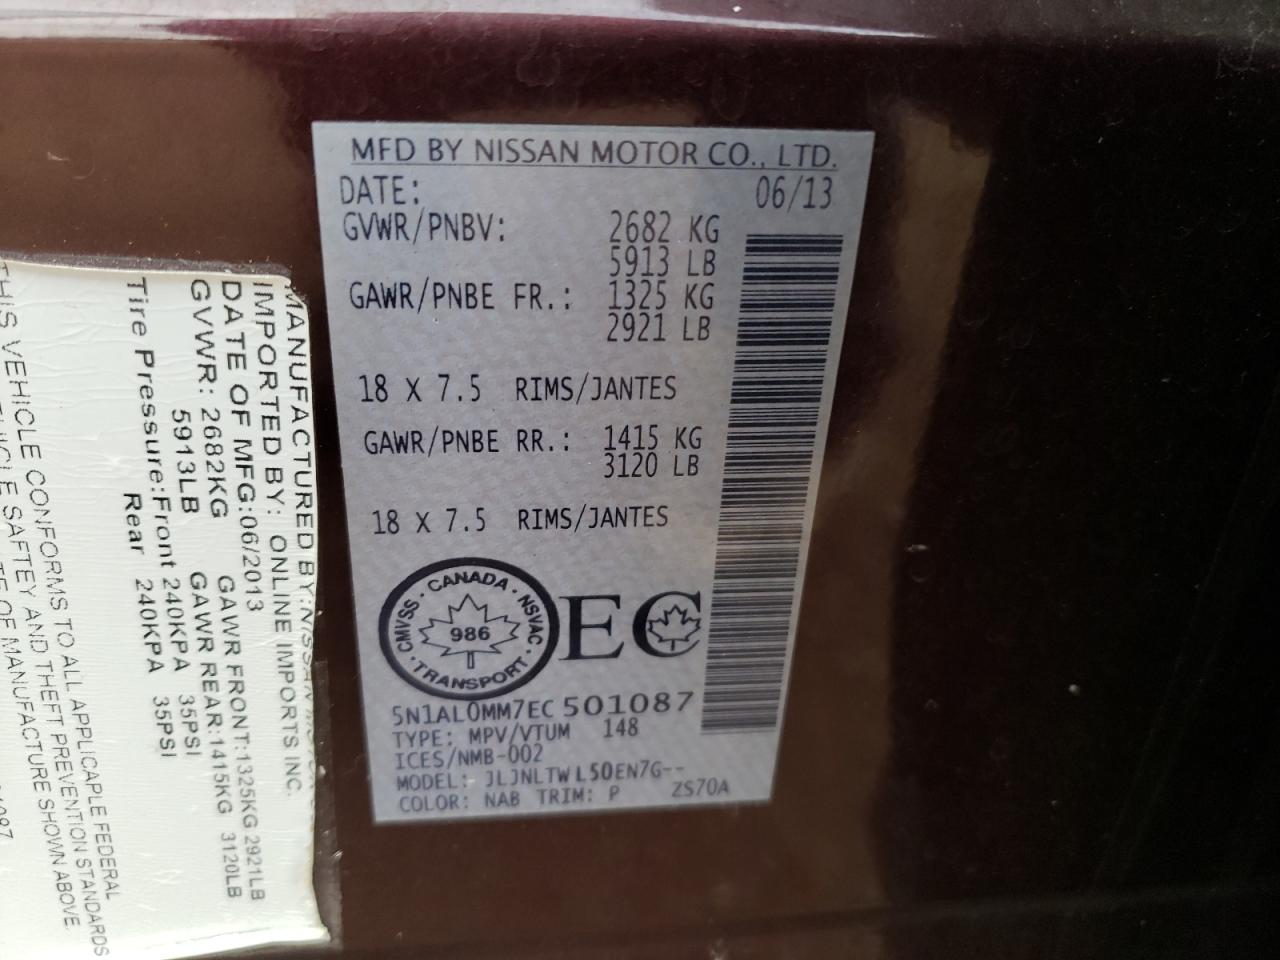 MFD BY NISSAN MOTOR CO., LTD.
DATE: 06/13
GVWR/PNBV: 2682 KG
5913 LB
GAWR/PNBE FR.: 1325 KG
2921 LB
18 X 7.5 RIMS/JANTES
GAWR/PNBE RR.: 1415 KG
3120 LB
18 X 7.5 RIMS/JANTES
CANADA · NSVAC · TRANSPORT · CMVSS ·
986
EC
5N1AL0MM7EC501087
TYPE: MPV/VTUM 148
ICES/NMB-002
MODEL: JLJNLTWL50EN7G--
COLOR: NAB TRIM: P ZS70A
MANUFACTURED BY:NISSAN
IMPORTED BY: ONLINE IMPORTS INC.
DATE OF MFG:06/2013
GVWR: 2682KG GAWR FRONT:1325KG 2921LB
5913LB GAWR REAR:1415KG 3120LB
Tire Pressure:Front 240KPA 35PSI
Rear 240KPA 35PSI
THIS VEHICLE CONFORMS TO ALL APPLICAPLE FEDERAL
SAFTEY AND THEFT PREVENTION STANDARDS
OF MANUFACTURE SHOWN ABOVE.